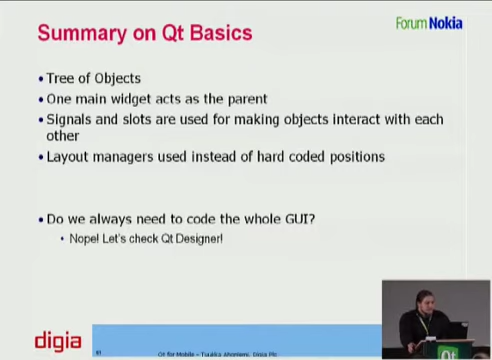 Summary on Qt Basics
Forum Nokia
• Tree of Objects
• One main widget acts as the parent
• Signals and slots are used for making objects interact with each
other
• Layout managers used instead of hard coded positions
• Do we always need to code the whole GUI?
• Nope! Let's check Qt Designer!
digia
Qt for Mobile – Tuukka Ahoniemi, Digia Plc
Qt